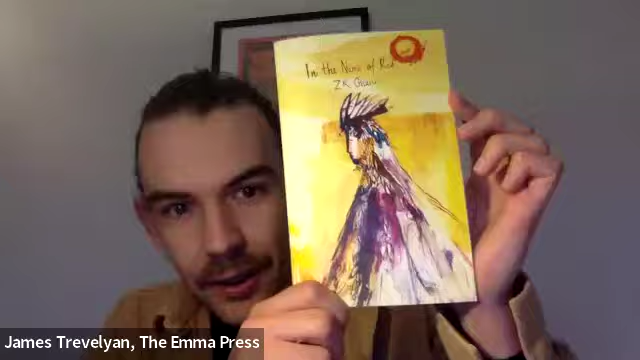 In the Name of Red
Z R Ghani
James Trevelyan, The Emma Press